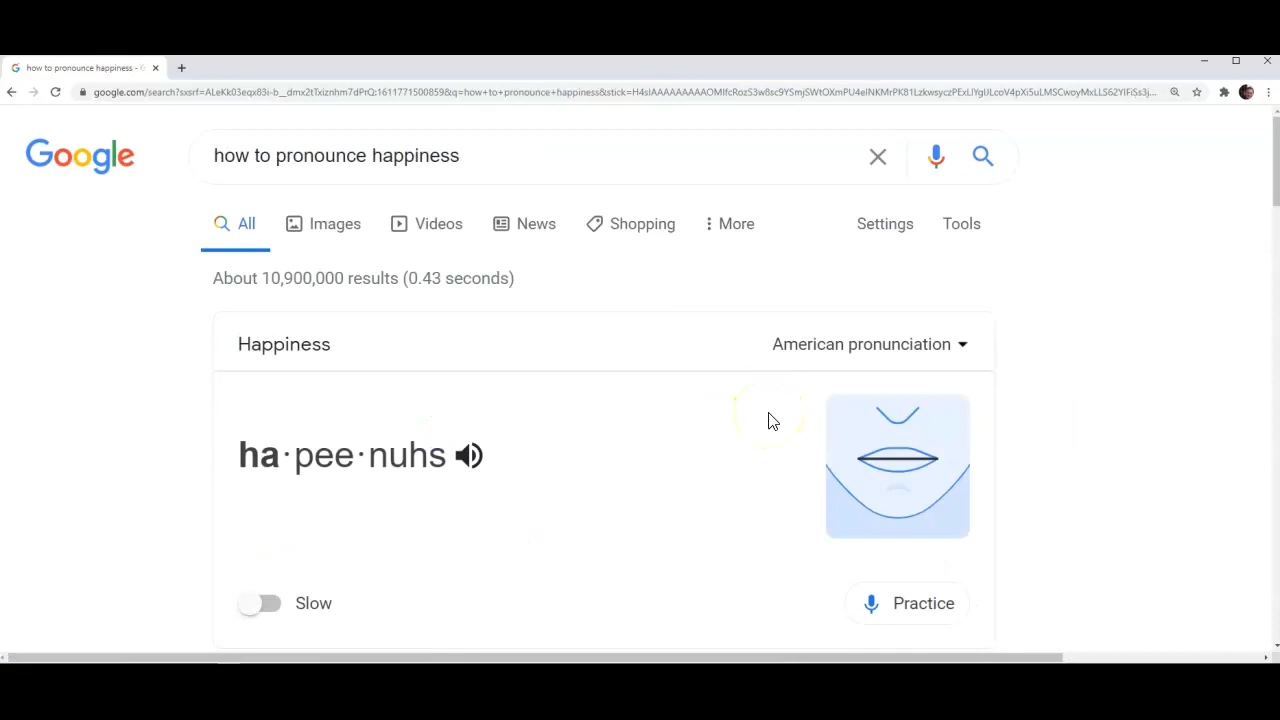 how to pronounce happiness - G
Google
how to pronounce happiness
All Images Videos News Shopping More Settings Tools
About 10,900,000 results (0.43 seconds)
Happiness American pronunciation
ha·pee·nuhs
Slow Practice